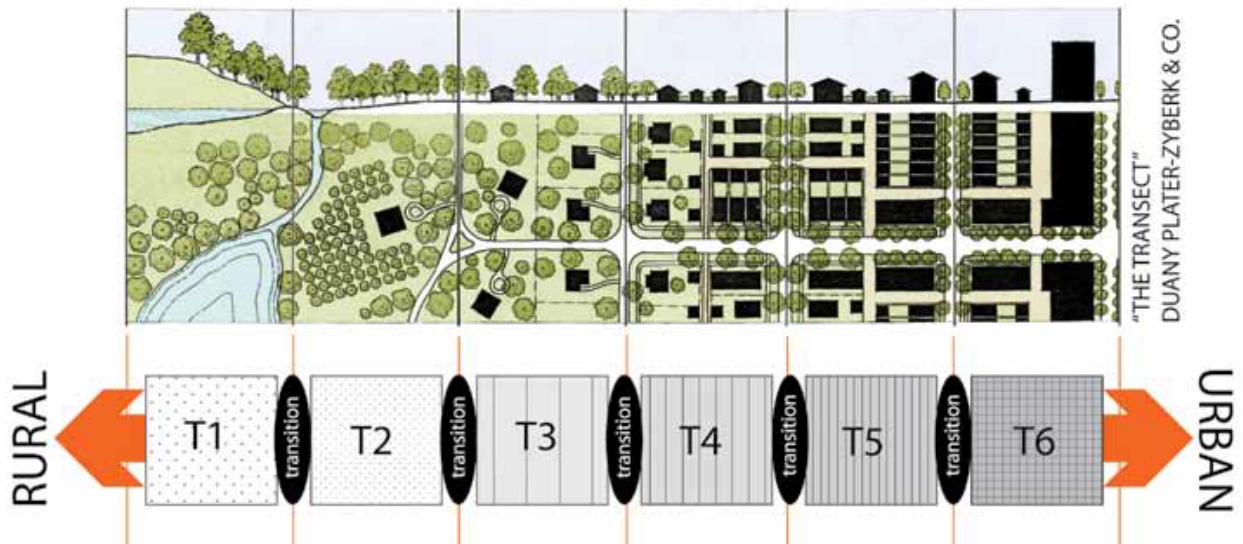 "THE TRANSECT"
DUANY PLATER-ZYBERK & CO.
RURAL
T1
transition
T2
transition
T3
transition
T4
transition
T5
transition
T6
URBAN